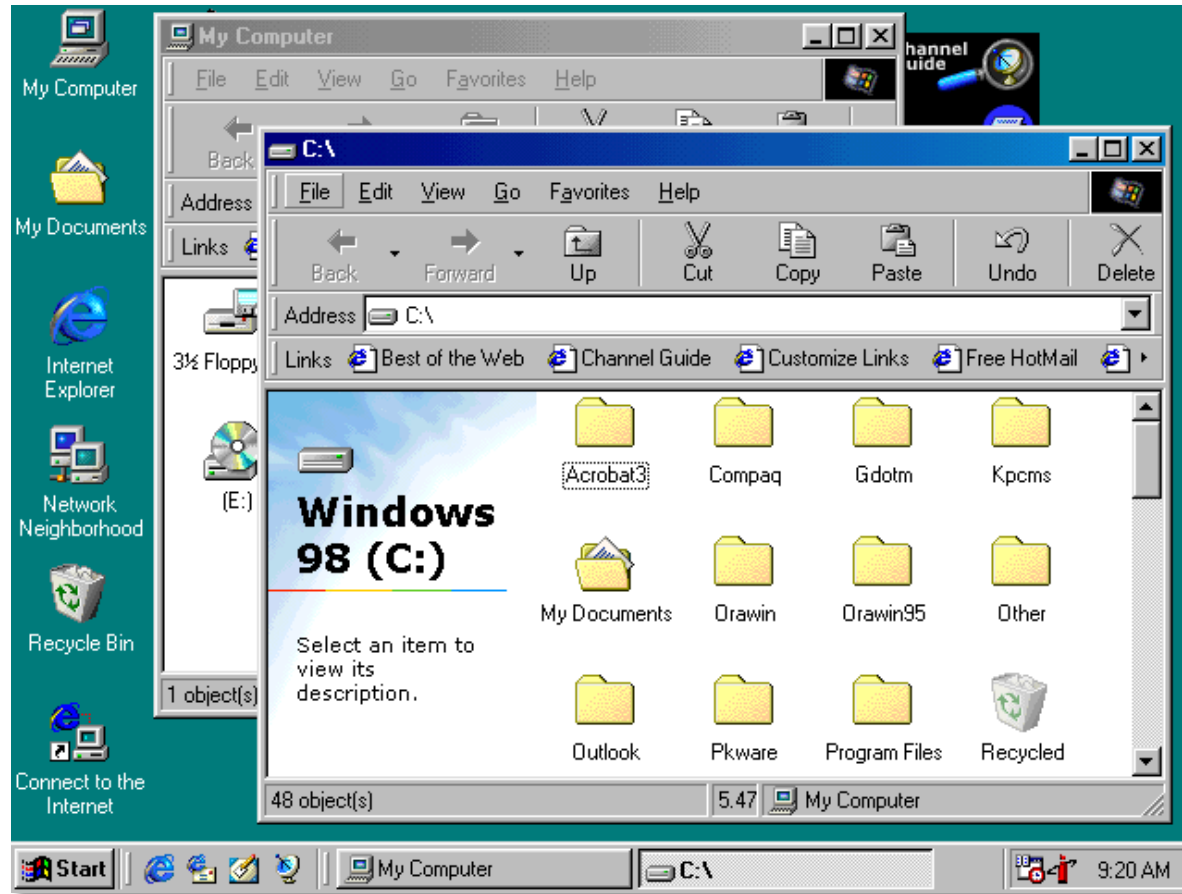 My Computer
My Documents
Internet
Explorer
Network
Neighborhood
Recycle Bin
Connect to the
Internet
My Computer
File Edit View Go Favorites Help
Back
Address
Links
3½ Floppy
(E:)
1 object(s)
C:\
File Edit View Go Favorites Help
Back Forward Up Cut Copy Paste Undo Delete
Address C:\
Links Best of the Web Channel Guide Customize Links Free HotMail
Windows
98 (C:)
Select an item to
view its
description.
Acrobat3 Compaq Gdotm Kpcms
My Documents Orawin Orawin95 Other
Outlook Pkware Program Files Recycled
48 object(s) 5.47 My Computer
Start My Computer C:\ 9:20 AM